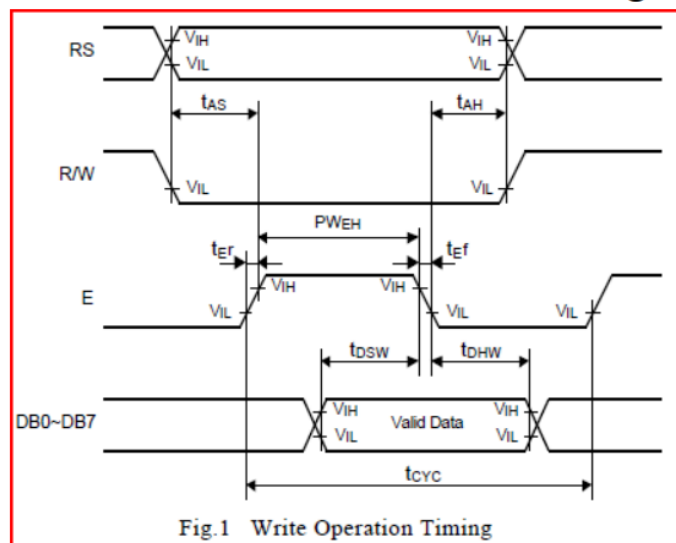 RS
VIH
VIL
VIH
VIL
tAS
tAH
R/W
VIL
VIL
PWEH
tEr
tEf
E
VIH
VIH
VIL
VIL
VIL
tDSW
tDHW
DB0~DB7
VIH
VIL
Valid Data
VIH
VIL
tCYC
Fig.1 Write Operation Timing